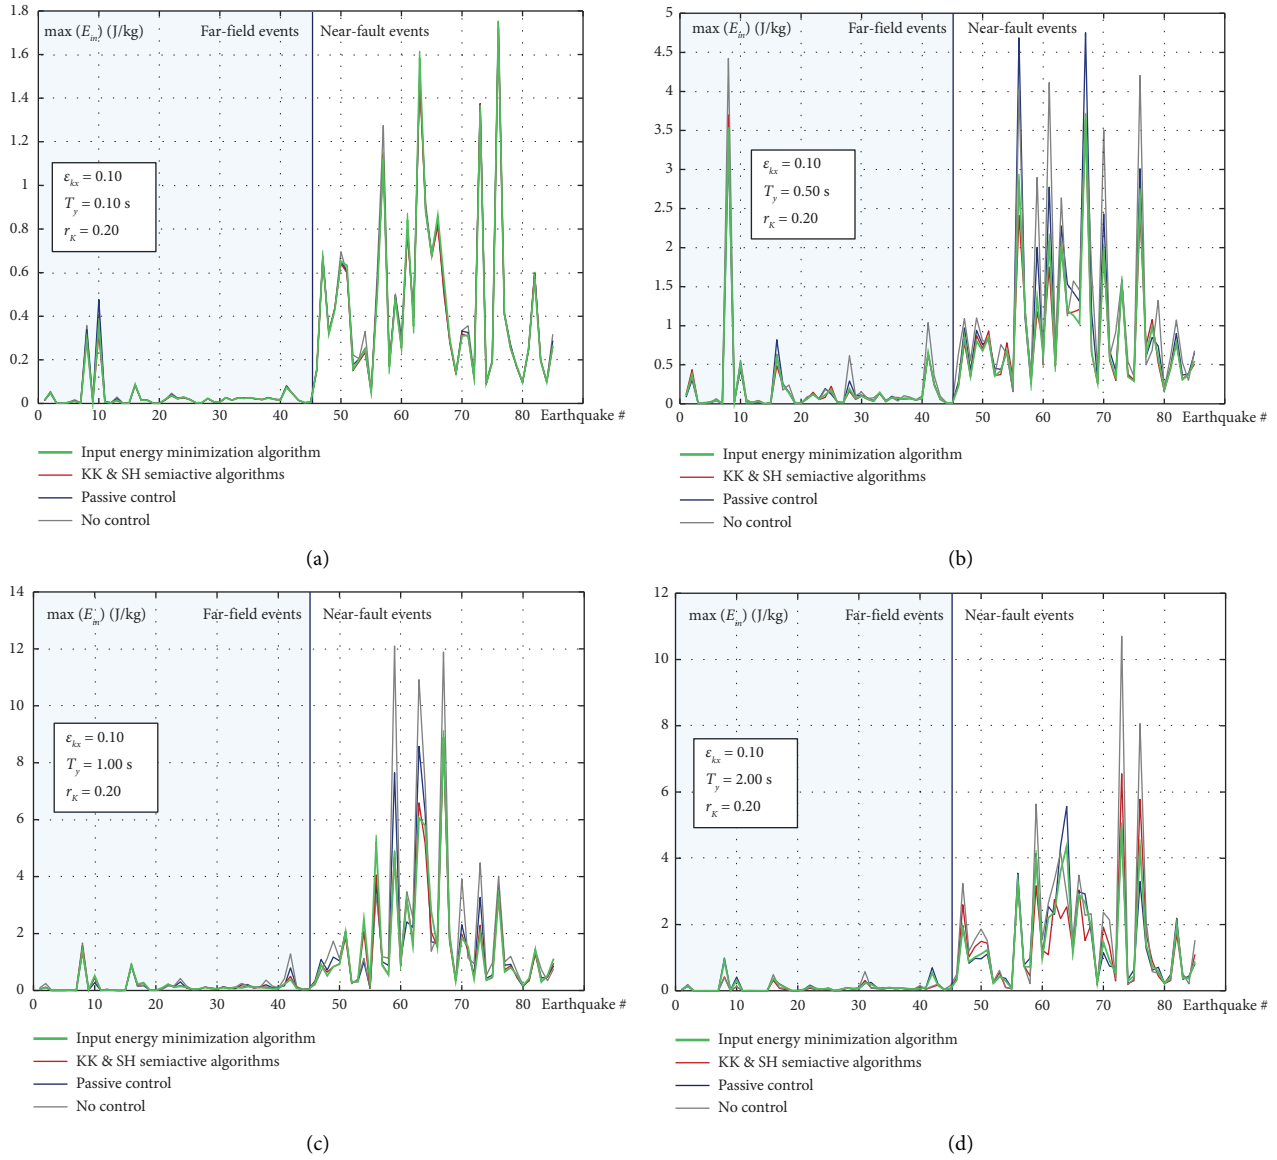 1.8
1.6
1.4
1.2
1
0.8
0.6
0.4
0.2
0
max (E_in) (J/kg)
Far-field events
Near-fault events
ε_kx = 0.10
T_y = 0.10 s
r_K = 0.20
0 10 20 30 40 50 60 70 80 Earthquake #
Input energy minimization algorithm
KK & SH semiactive algorithms
Passive control
No control
(a)
5
4.5
4
3.5
3
2.5
2
1.5
1
0.5
0
max (E_in) (J/kg)
Far-field events
Near-fault events
ε_kx = 0.10
T_y = 0.50 s
r_K = 0.20
0 10 20 30 40 50 60 70 80 Earthquake #
Input energy minimization algorithm
KK & SH semiactive algorithms
Passive control
No control
(b)
14
12
10
8
6
4
2
0
max (E_in) (J/kg)
Far-field events
Near-fault events
ε_kx = 0.10
T_y = 1.00 s
r_K = 0.20
0 10 20 30 40 50 60 70 80 Earthquake #
Input energy minimization algorithm
KK & SH semiactive algorithms
Passive control
No control
(c)
12
10
8
6
4
2
0
max (E_in) (J/kg)
Far-field events
Near-fault events
ε_kx = 0.10
T_y = 2.00 s
r_K = 0.20
0 10 20 30 40 50 60 70 80 Earthquake #
Input energy minimization algorithm
KK & SH semiactive algorithms
Passive control
No control
(d)